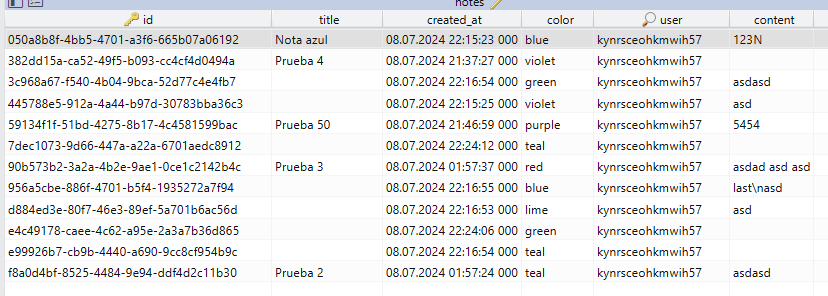 notes
id title created_at color user content
050a8b8f-4bb5-4701-a3f6-665b07a06192 Nota azul 08.07.2024 22:15:23 000 blue kynrsceohkmwih57 123N
382dd15a-ca52-49f5-b093-cc4cf4d0494a Prueba 4 08.07.2024 21:37:27 000 violet kynrsceohkmwih57
3c968a67-f540-4b04-9bca-52d77c4e4fb7 08.07.2024 22:16:54 000 green kynrsceohkmwih57 asdasd
445788e5-912a-4a44-b97d-30783bba36c3 08.07.2024 22:15:25 000 violet kynrsceohkmwih57 asd
59134f1f-51bd-4275-8b17-4c4581599bac Prueba 50 08.07.2024 21:46:59 000 purple kynrsceohkmwih57 5454
7dec1073-9d66-447a-a22a-6701aedc8912 08.07.2024 22:24:12 000 teal kynrsceohkmwih57
90b573b2-3a2a-4b2e-9ae1-0ce1c2142b4c Prueba 3 08.07.2024 01:57:37 000 red kynrsceohkmwih57 asdad asd asd
956a5cbe-886f-4701-b5f4-1935272a7f94 08.07.2024 22:16:55 000 blue kynrsceohkmwih57 last\nasd
d884ed3e-80f7-46e3-89ef-5a701b6ac56d 08.07.2024 22:16:53 000 lime kynrsceohkmwih57 asd
e4c49178-caee-4c62-a95e-2a3a7b36d865 08.07.2024 22:24:06 000 green kynrsceohkmwih57
e99926b7-cb9b-4440-a690-9cc8cf954b9c 08.07.2024 22:16:54 000 teal kynrsceohkmwih57
f8a0d4bf-8525-4484-9e94-ddf4d2c11b30 Prueba 2 08.07.2024 01:57:24 000 teal kynrsceohkmwih57 asdasd